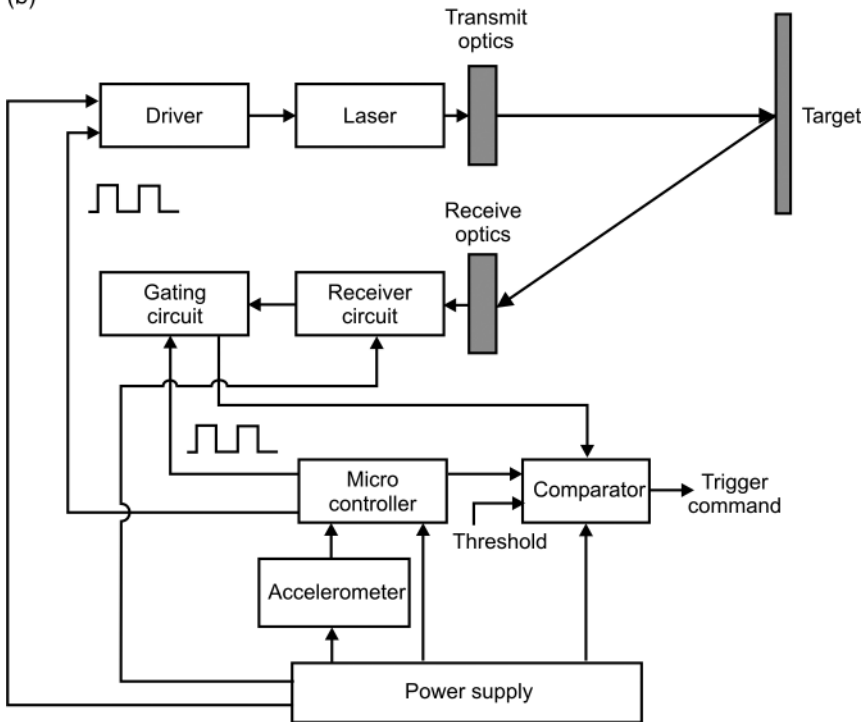 (b)
Transmit
optics
Driver
Laser
Target
Receive
optics
Gating
circuit
Receiver
circuit
Micro
controller
Comparator
Trigger
command
Threshold
Accelerometer
Power supply